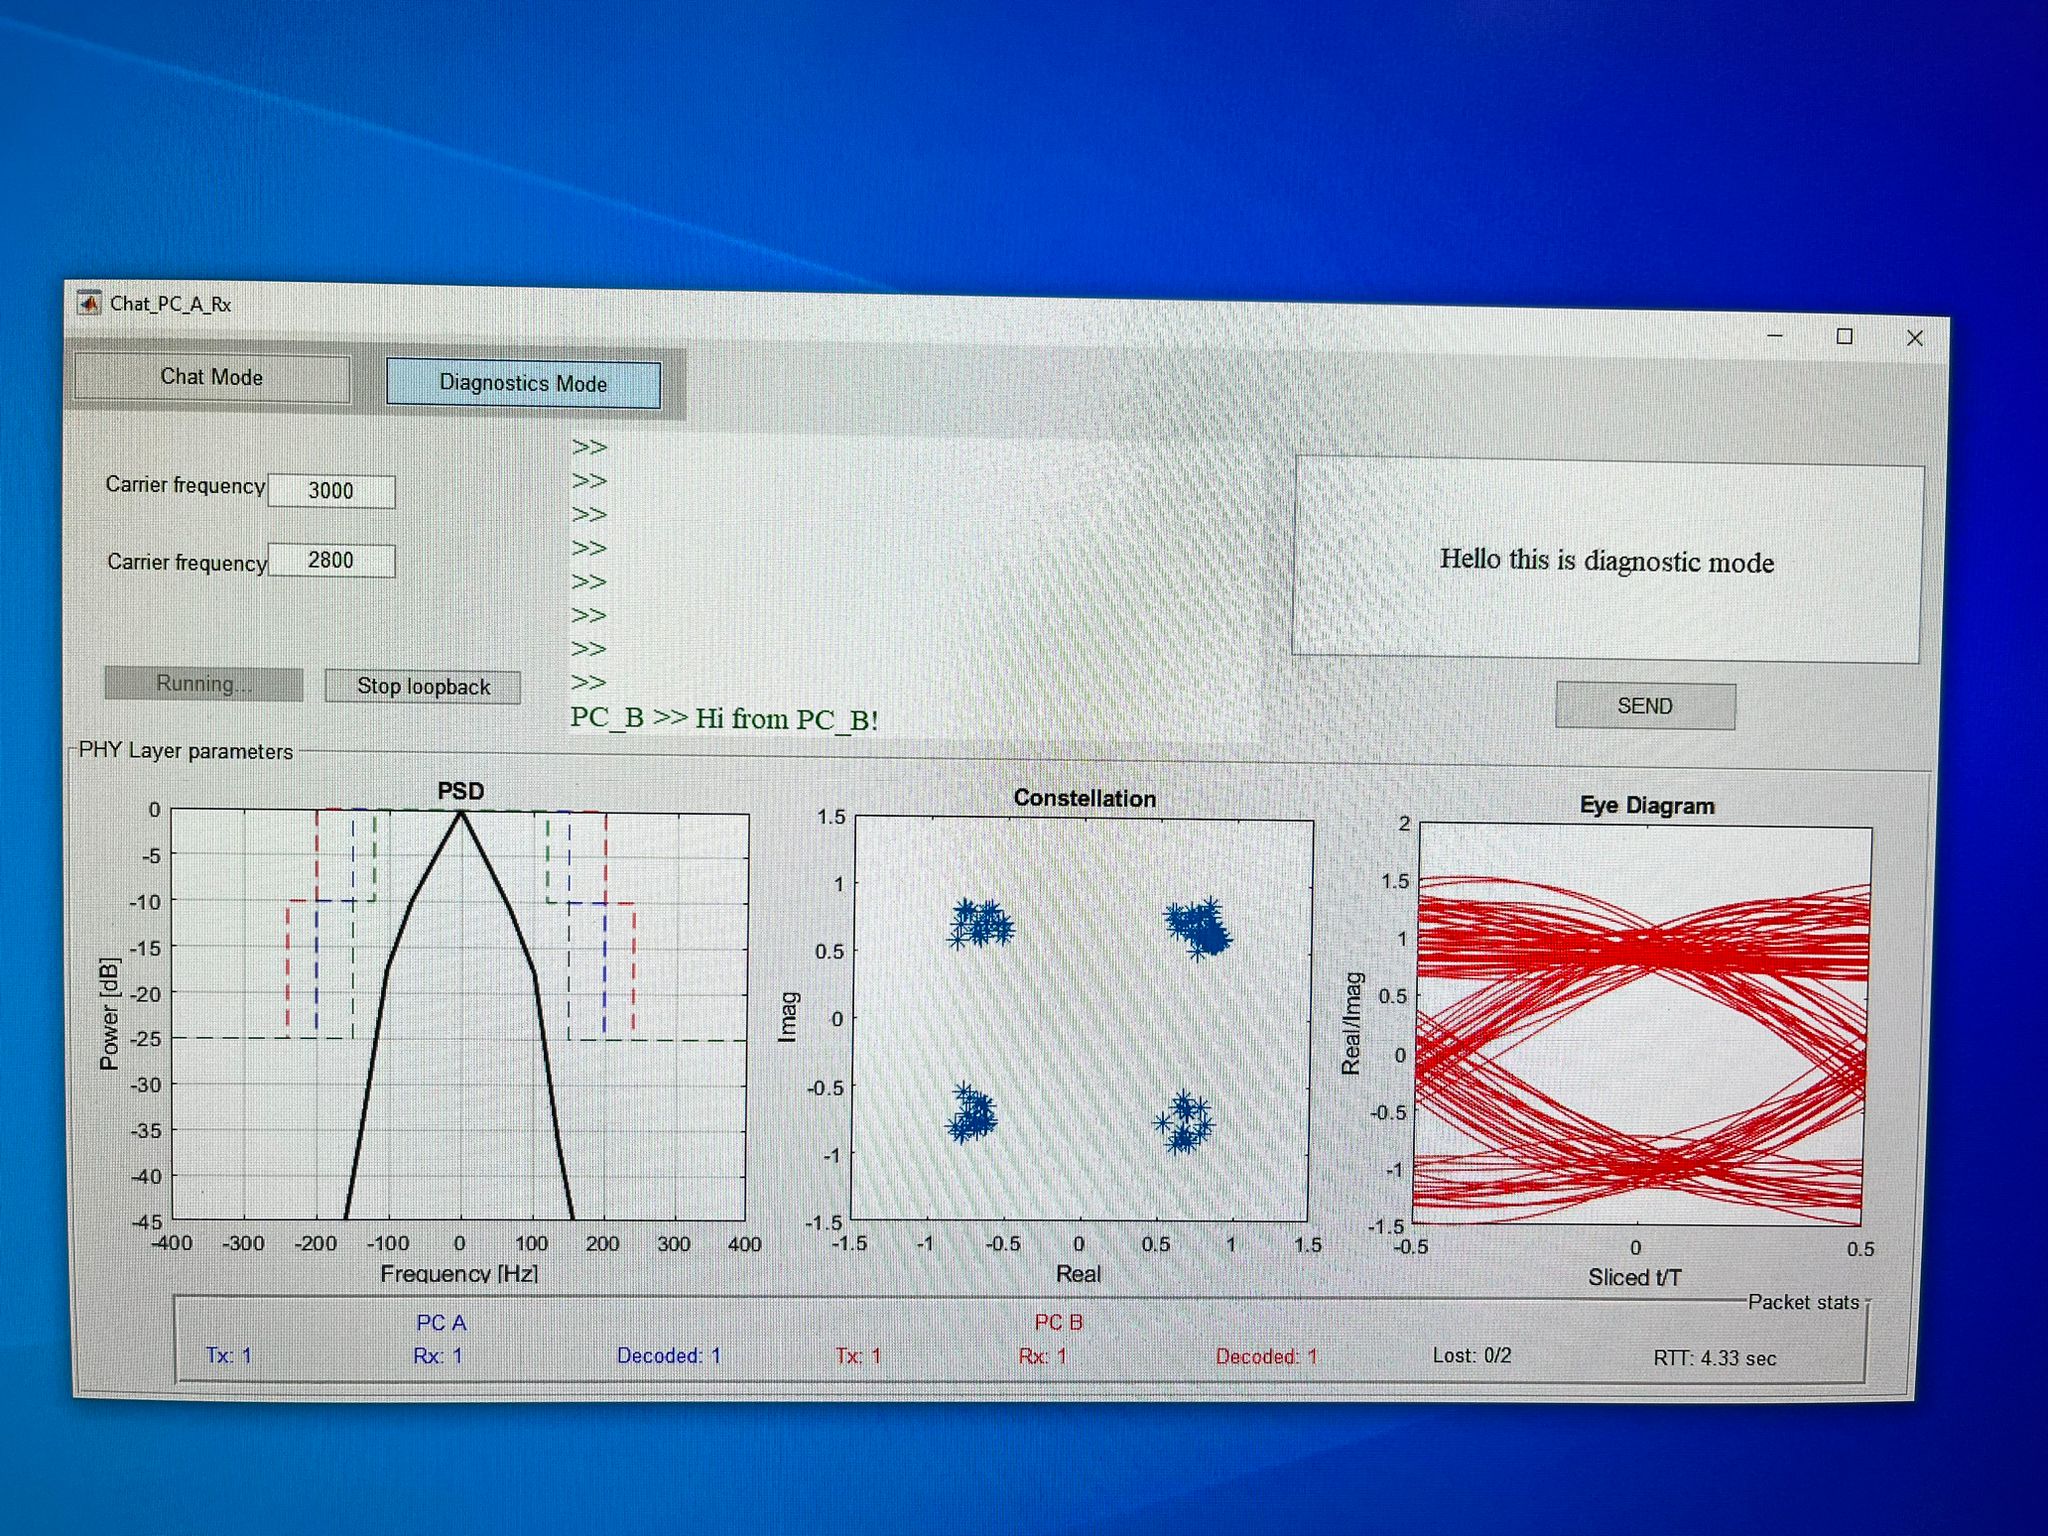 Chat_PC_A_Rx
Chat Mode
Diagnostics Mode
Carrier frequency 3000
Carrier frequency 2800
Running...
Stop loopback
>>
>>
>>
>>
>>
>>
>>
>>
PC_B >> Hi from PC_B!
Hello this is diagnostic mode
SEND
PHY Layer parameters
PSD
0
-5
-10
-15
-20
-25
-30
-35
-40
-45
Power [dB]
-400 -300 -200 -100 0 100 200 300 400
Frequency [Hz]
Constellation
1.5
1
0.5
0
-0.5
-1
-1.5
Imag
-1.5 -1 -0.5 0 0.5 1 1.5
Real
Eye Diagram
2
1.5
1
0.5
0
-0.5
-1
-1.5
Real/Imag
-0.5 0 0.5
Sliced t/T
Packet stats
PC A
PC B
Tx: 1 Rx: 1 Decoded: 1 Tx: 1 Rx: 1 Decoded: 1 Lost: 0/2 RTT: 4.33 sec